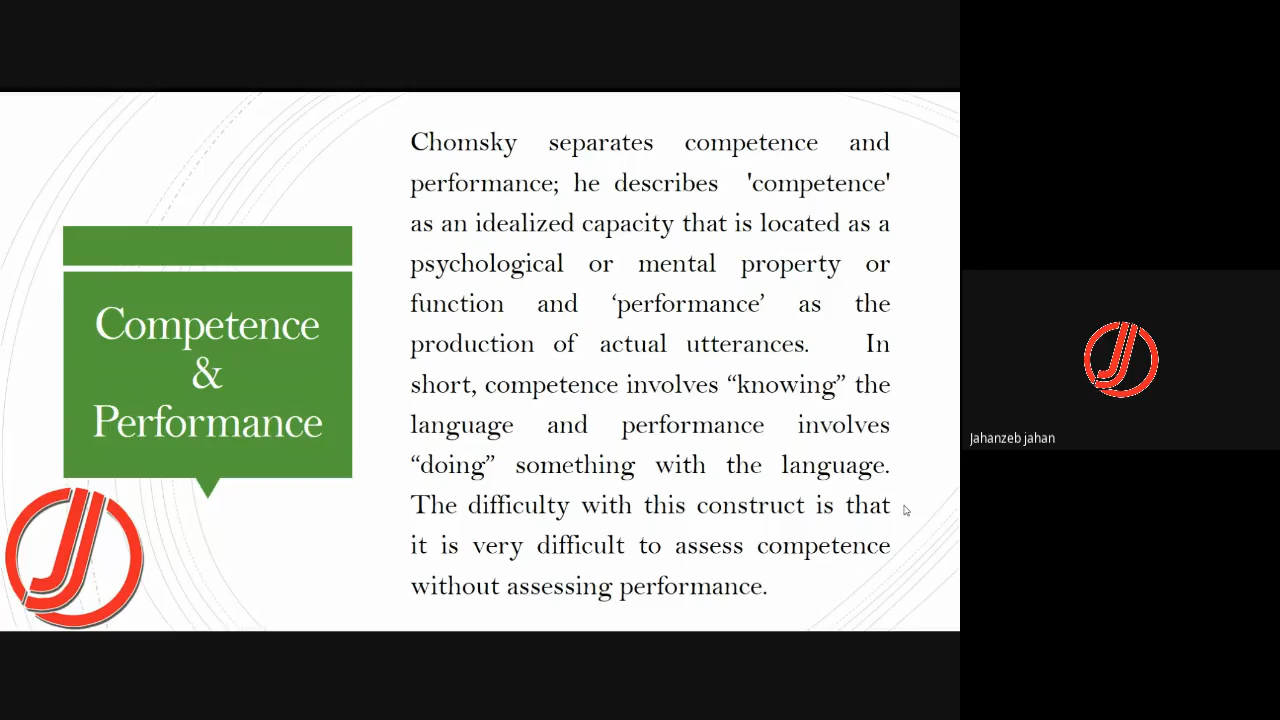 Competence
&
Performance
Chomsky separates competence and
performance; he describes 'competence'
as an idealized capacity that is located as a
psychological or mental property or
function and ‘performance’ as the
production of actual utterances. In
short, competence involves “knowing” the
language and performance involves
“doing” something with the language.
The difficulty with this construct is that
it is very difficult to assess competence
without assessing performance.
Jahanzeb jahan